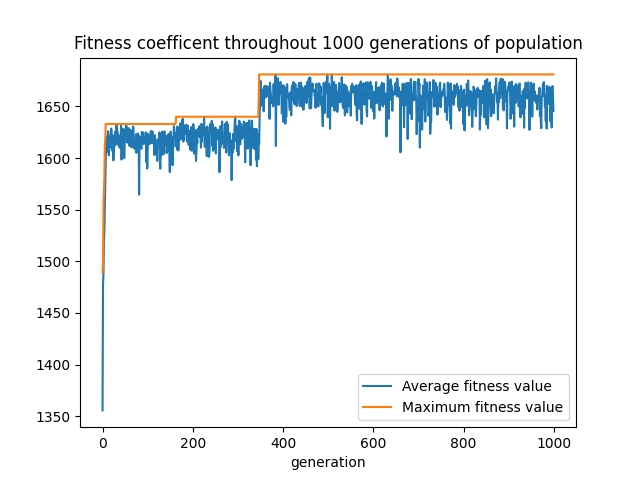 Fitness coefficent throughout 1000 generations of population
1650
1600
1550
1500
1450
1400
1350
Average fitness value
Maximum fitness value
0 200 400 600 800 1000
generation